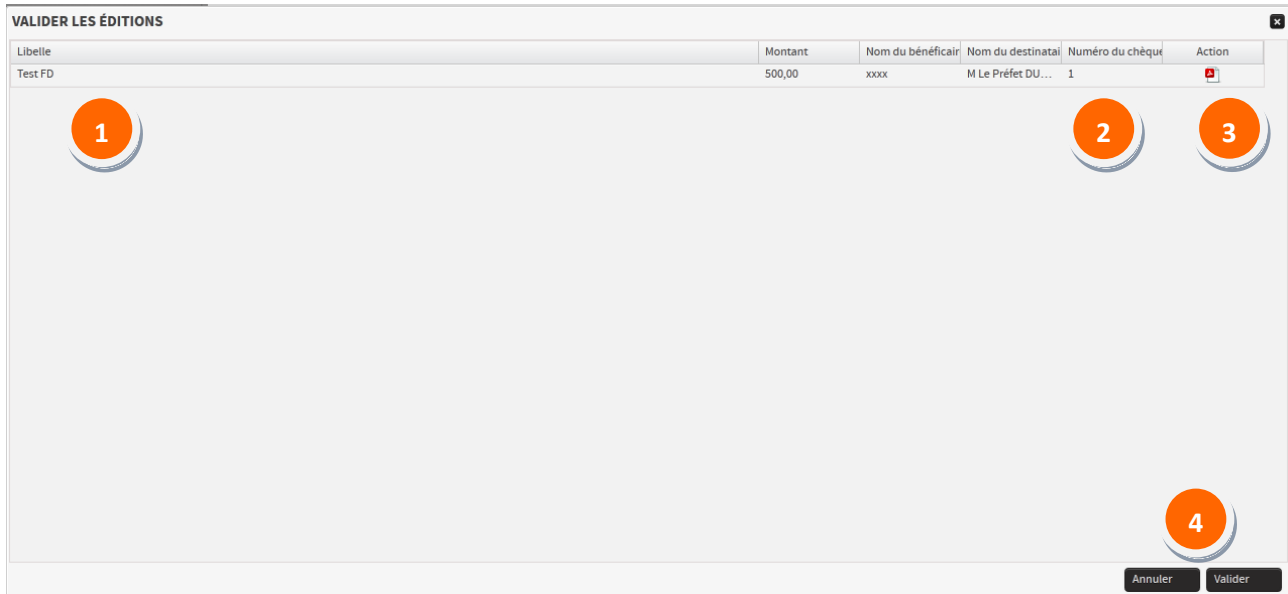 VALIDER LES ÉDITIONS
Libelle Montant Nom du bénéficair Nom du destinatai Numéro du chèque Action
Test FD 500,00 xxxx M Le Préfet DU... 1
1 2 3
4
Annuler Valider